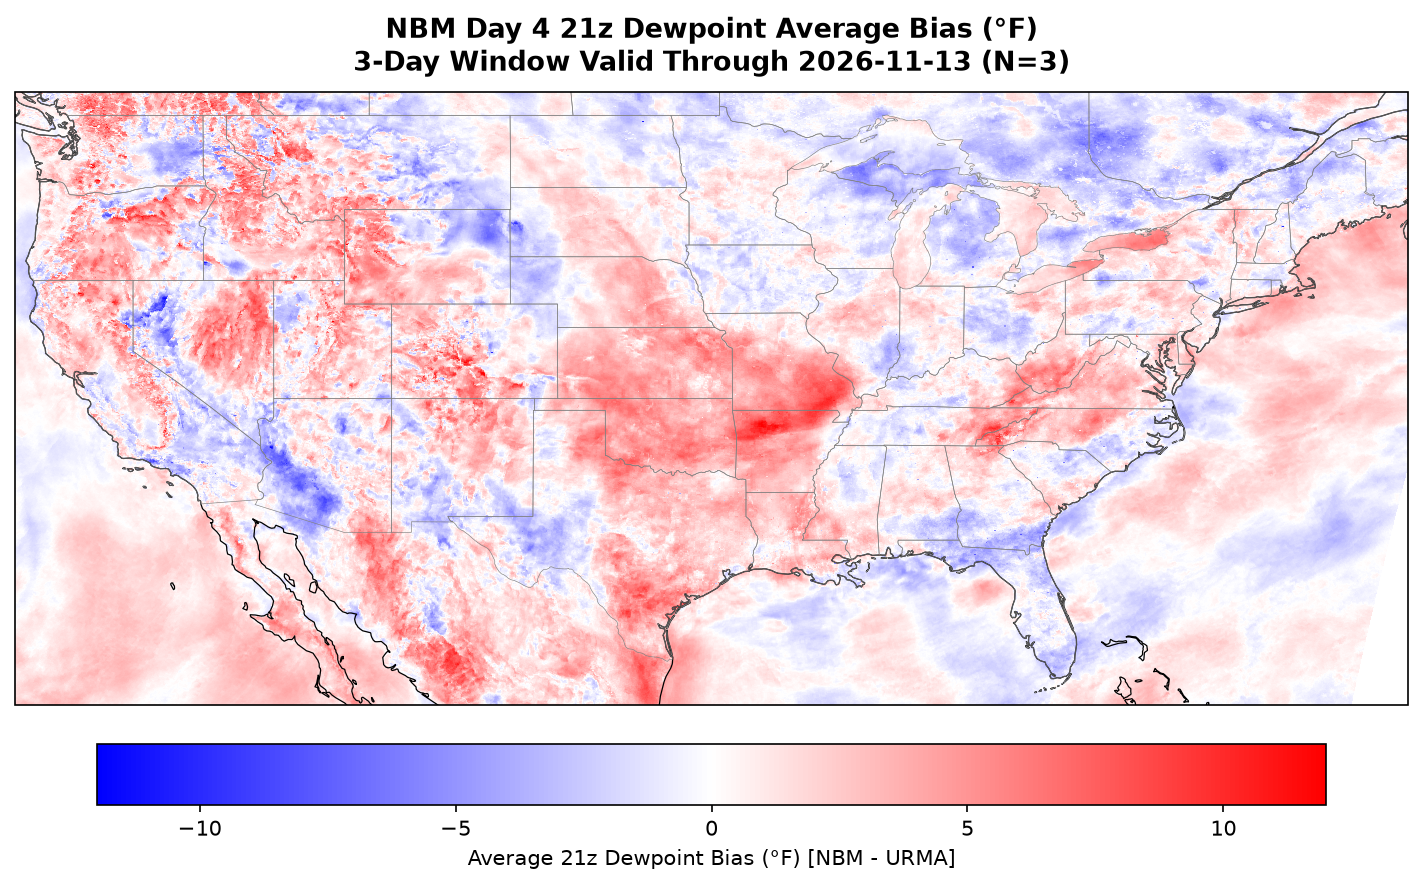 NBM Day 4 21z Dewpoint Average Bias (°F)
3-Day Window Valid Through 2026-11-13 (N=3)
−10 −5 0 5 10
Average 21z Dewpoint Bias (°F) [NBM - URMA]